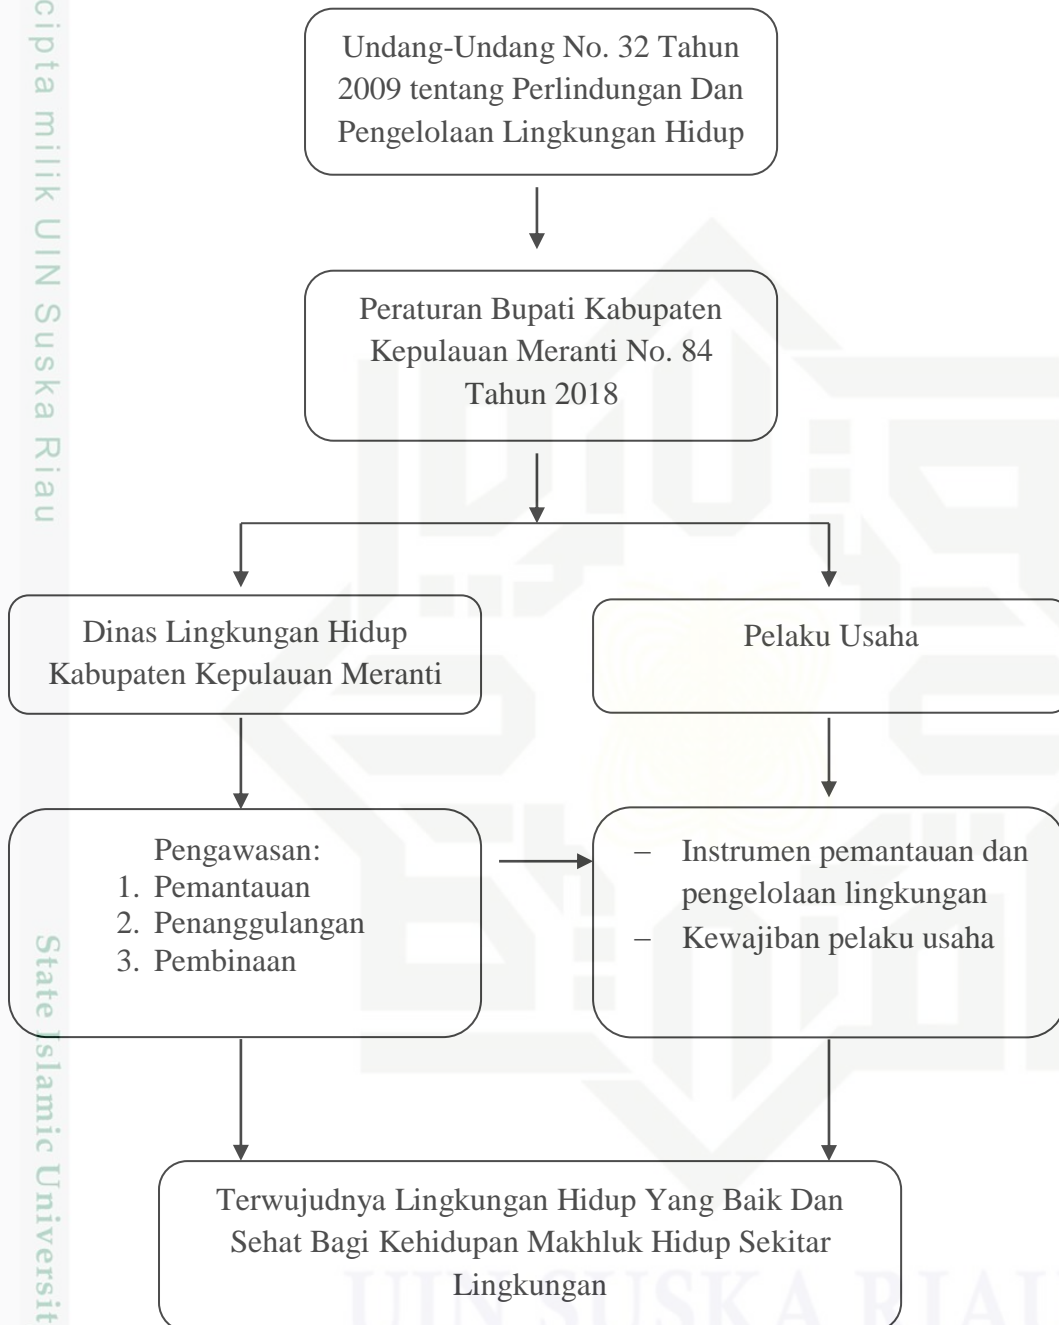 cipta milik UIN Suska Riau
Undang-Undang No. 32 Tahun
2009 tentang Perlindungan Dan
Pengelolaan Lingkungan Hidup
Peraturan Bupati Kabupaten
Kepulauan Meranti No. 84
Tahun 2018
Dinas Lingkungan Hidup
Kabupaten Kepulauan Meranti
Pelaku Usaha
Pengawasan:
1. Pemantauan
2. Penanggulangan
3. Pembinaan
– Instrumen pemantauan dan
pengelolaan lingkungan
– Kewajiban pelaku usaha
State Islamic Universit
Terwujudnya Lingkungan Hidup Yang Baik Dan
Sehat Bagi Kehidupan Makhluk Hidup Sekitar
Lingkungan
UIN SUSKA RIAU